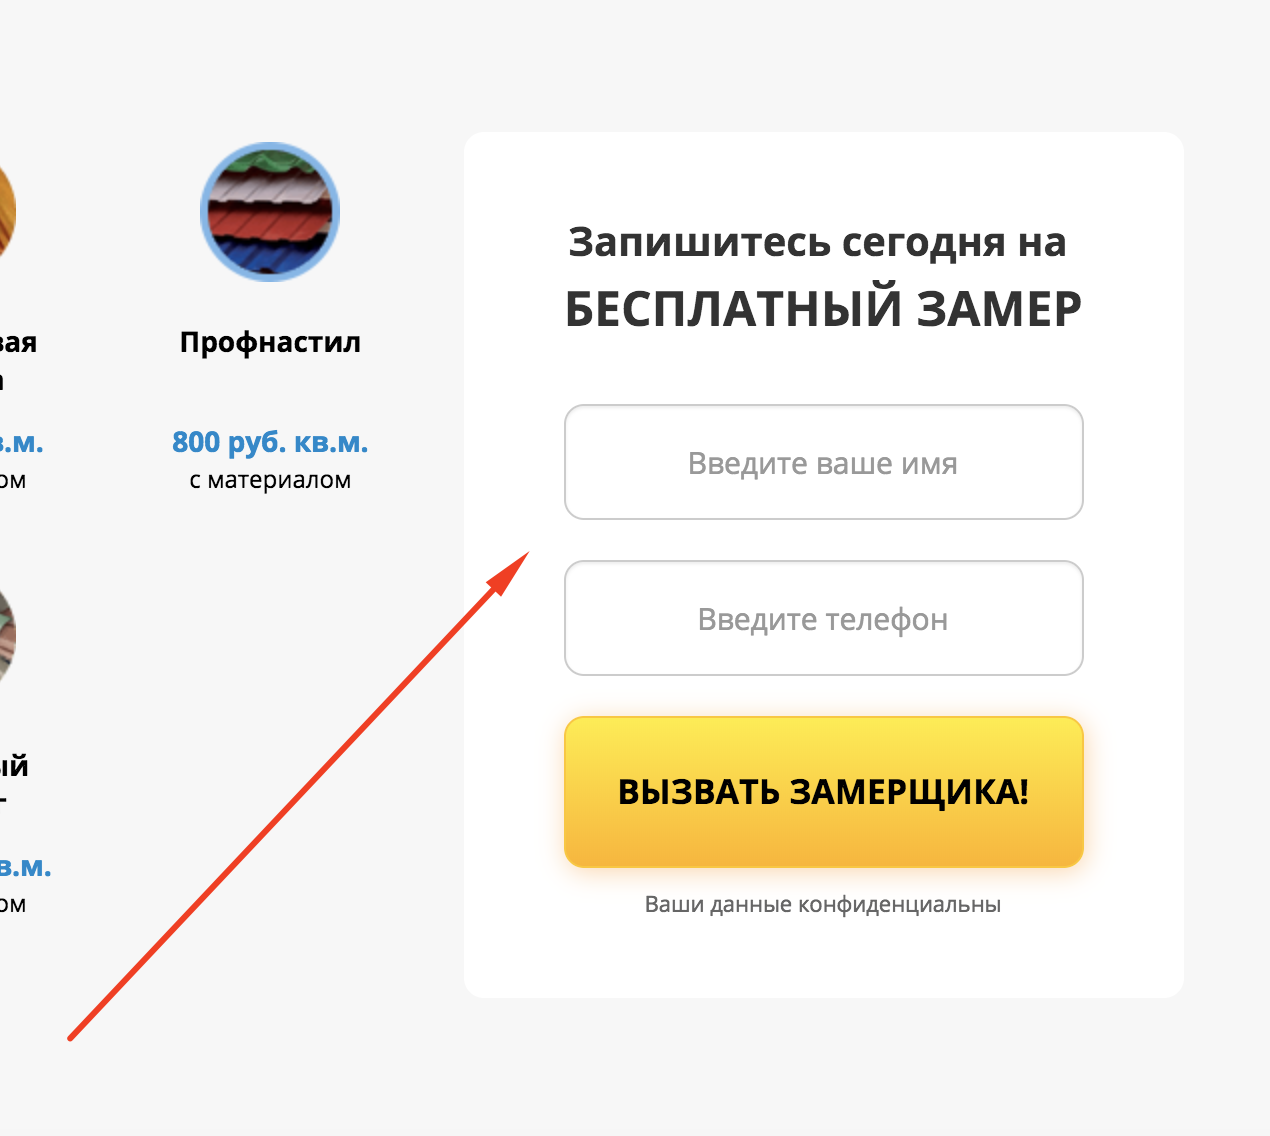 Профнастил
800 руб. кв.м.
с материалом
Запишитесь сегодня на
БЕСПЛАТНЫЙ ЗАМЕР
Введите ваше имя
Введите телефон
ВЫЗВАТЬ ЗАМЕРЩИКА!
Ваши данные конфиденциальны